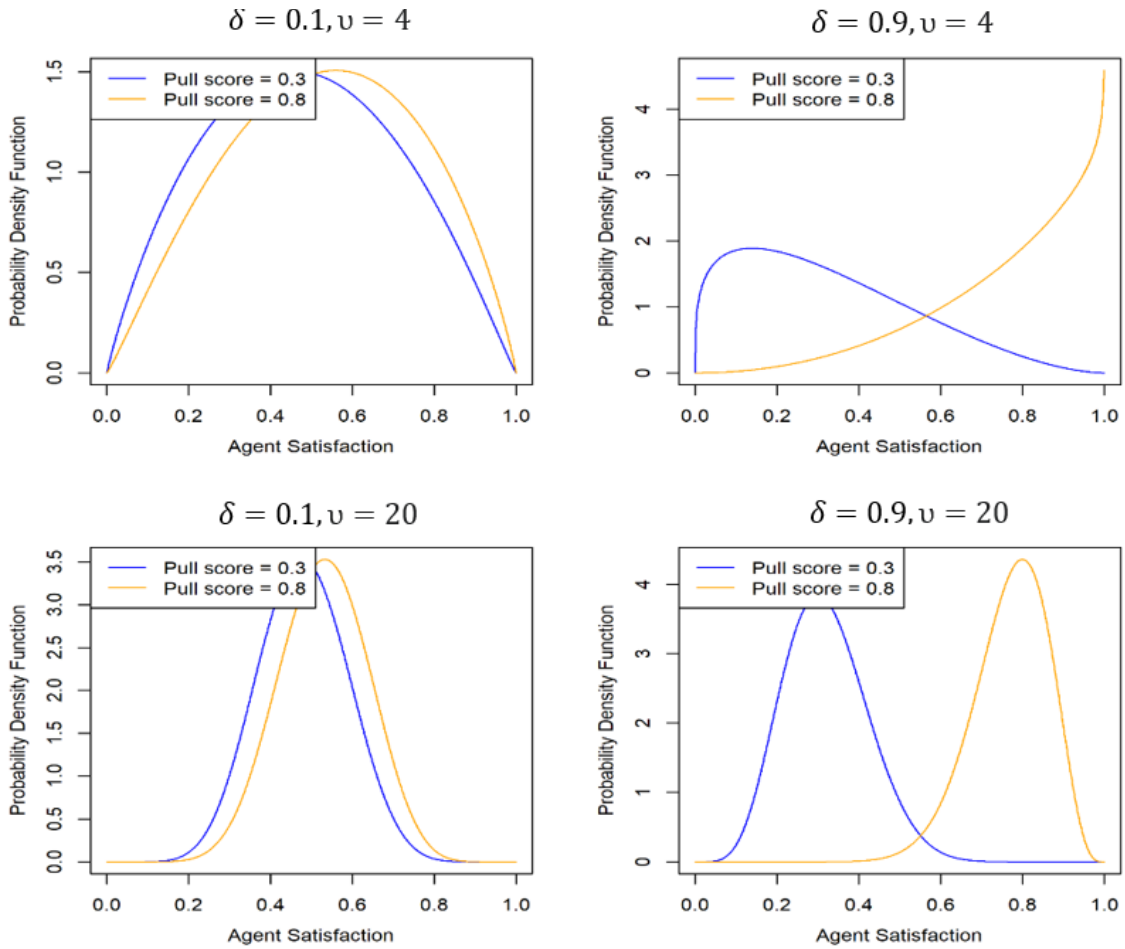 δ = 0.1, υ = 4
Pull score = 0.3
Pull score = 0.8
Probability Density Function
0.0 0.5 1.0 1.5
0.0 0.2 0.4 0.6 0.8 1.0
Agent Satisfaction
δ = 0.9, υ = 4
Pull score = 0.3
Pull score = 0.8
Probability Density Function
0 1 2 3 4
0.0 0.2 0.4 0.6 0.8 1.0
Agent Satisfaction
δ = 0.1, υ = 20
Pull score = 0.3
Pull score = 0.8
Probability Density Function
0.0 0.5 1.0 1.5 2.0 2.5 3.0 3.5
0.0 0.2 0.4 0.6 0.8 1.0
Agent Satisfaction
δ = 0.9, υ = 20
Pull score = 0.3
Pull score = 0.8
Probability Density Function
0 1 2 3 4
0.0 0.2 0.4 0.6 0.8 1.0
Agent Satisfaction